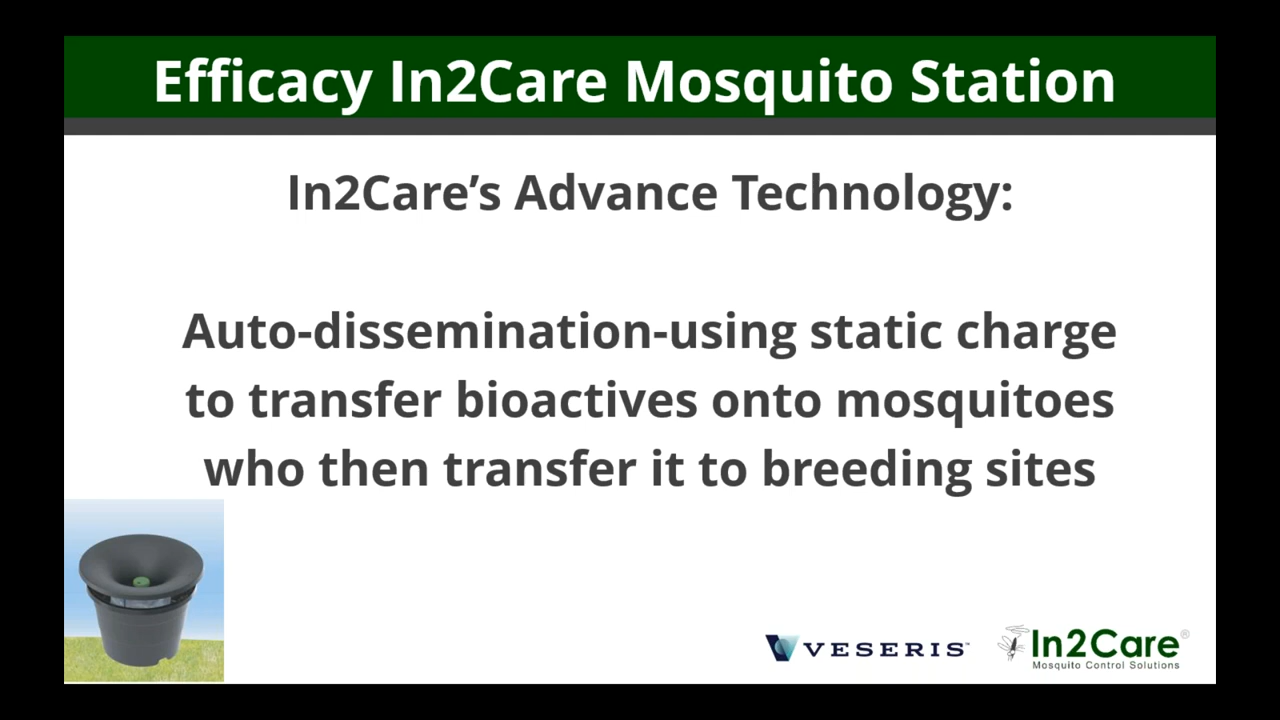 Efficacy In2Care Mosquito Station
In2Care’s Advance Technology:
Auto-dissemination-using static charge
to transfer bioactives onto mosquitoes
who then transfer it to breeding sites
VESERIS™
In2Care®
Mosquito Control Solutions